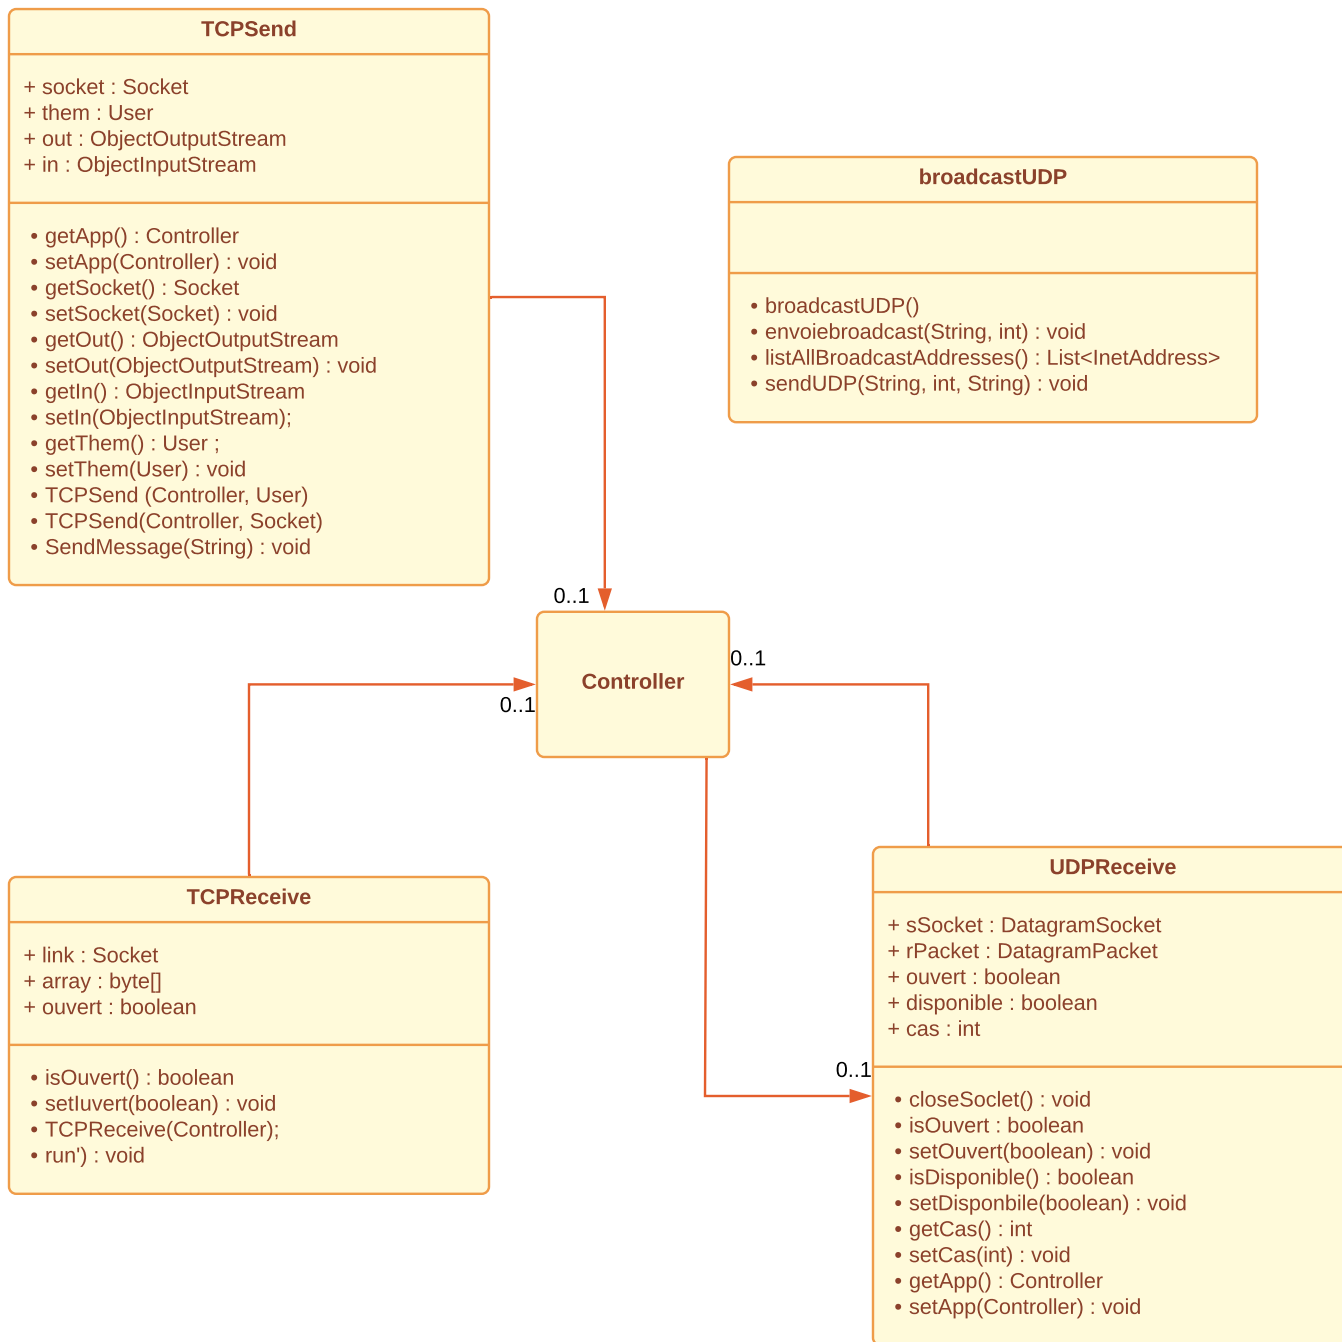 TCPSend
+ socket : Socket
+ them : User
+ out : ObjectOutputStream
+ in : ObjectInputStream
• getApp() : Controller
• setApp(Controller) : void
• getSocket() : Socket
• setSocket(Socket) : void
• getOut() : ObjectOutputStream
• setOut(ObjectOutputStream) : void
• getIn() : ObjectInputStream
• setIn(ObjectInputStream);
• getThem() : User ;
• setThem(User) : void
• TCPSend (Controller, User)
• TCPSend(Controller, Socket)
• SendMessage(String) : void
broadcastUDP
• broadcastUDP()
• envoiebroadcast(String, int) : void
• listAllBroadcastAddresses() : List<InetAddress>
• sendUDP(String, int, String) : void
0..1
Controller
0..1
0..1
TCPReceive
+ link : Socket
+ array : byte[]
+ ouvert : boolean
• isOuvert() : boolean
• setIuvert(boolean) : void
• TCPReceive(Controller);
• run') : void
UDPReceive
+ sSocket : DatagramSocket
+ rPacket : DatagramPacket
+ ouvert : boolean
+ disponible : boolean
+ cas : int
0..1
• closeSoclet() : void
• isOuvert : boolean
• setOuvert(boolean) : void
• isDisponible() : boolean
• setDisponbile(boolean) : void
• getCas() : int
• setCas(int) : void
• getApp() : Controller
• setApp(Controller) : void